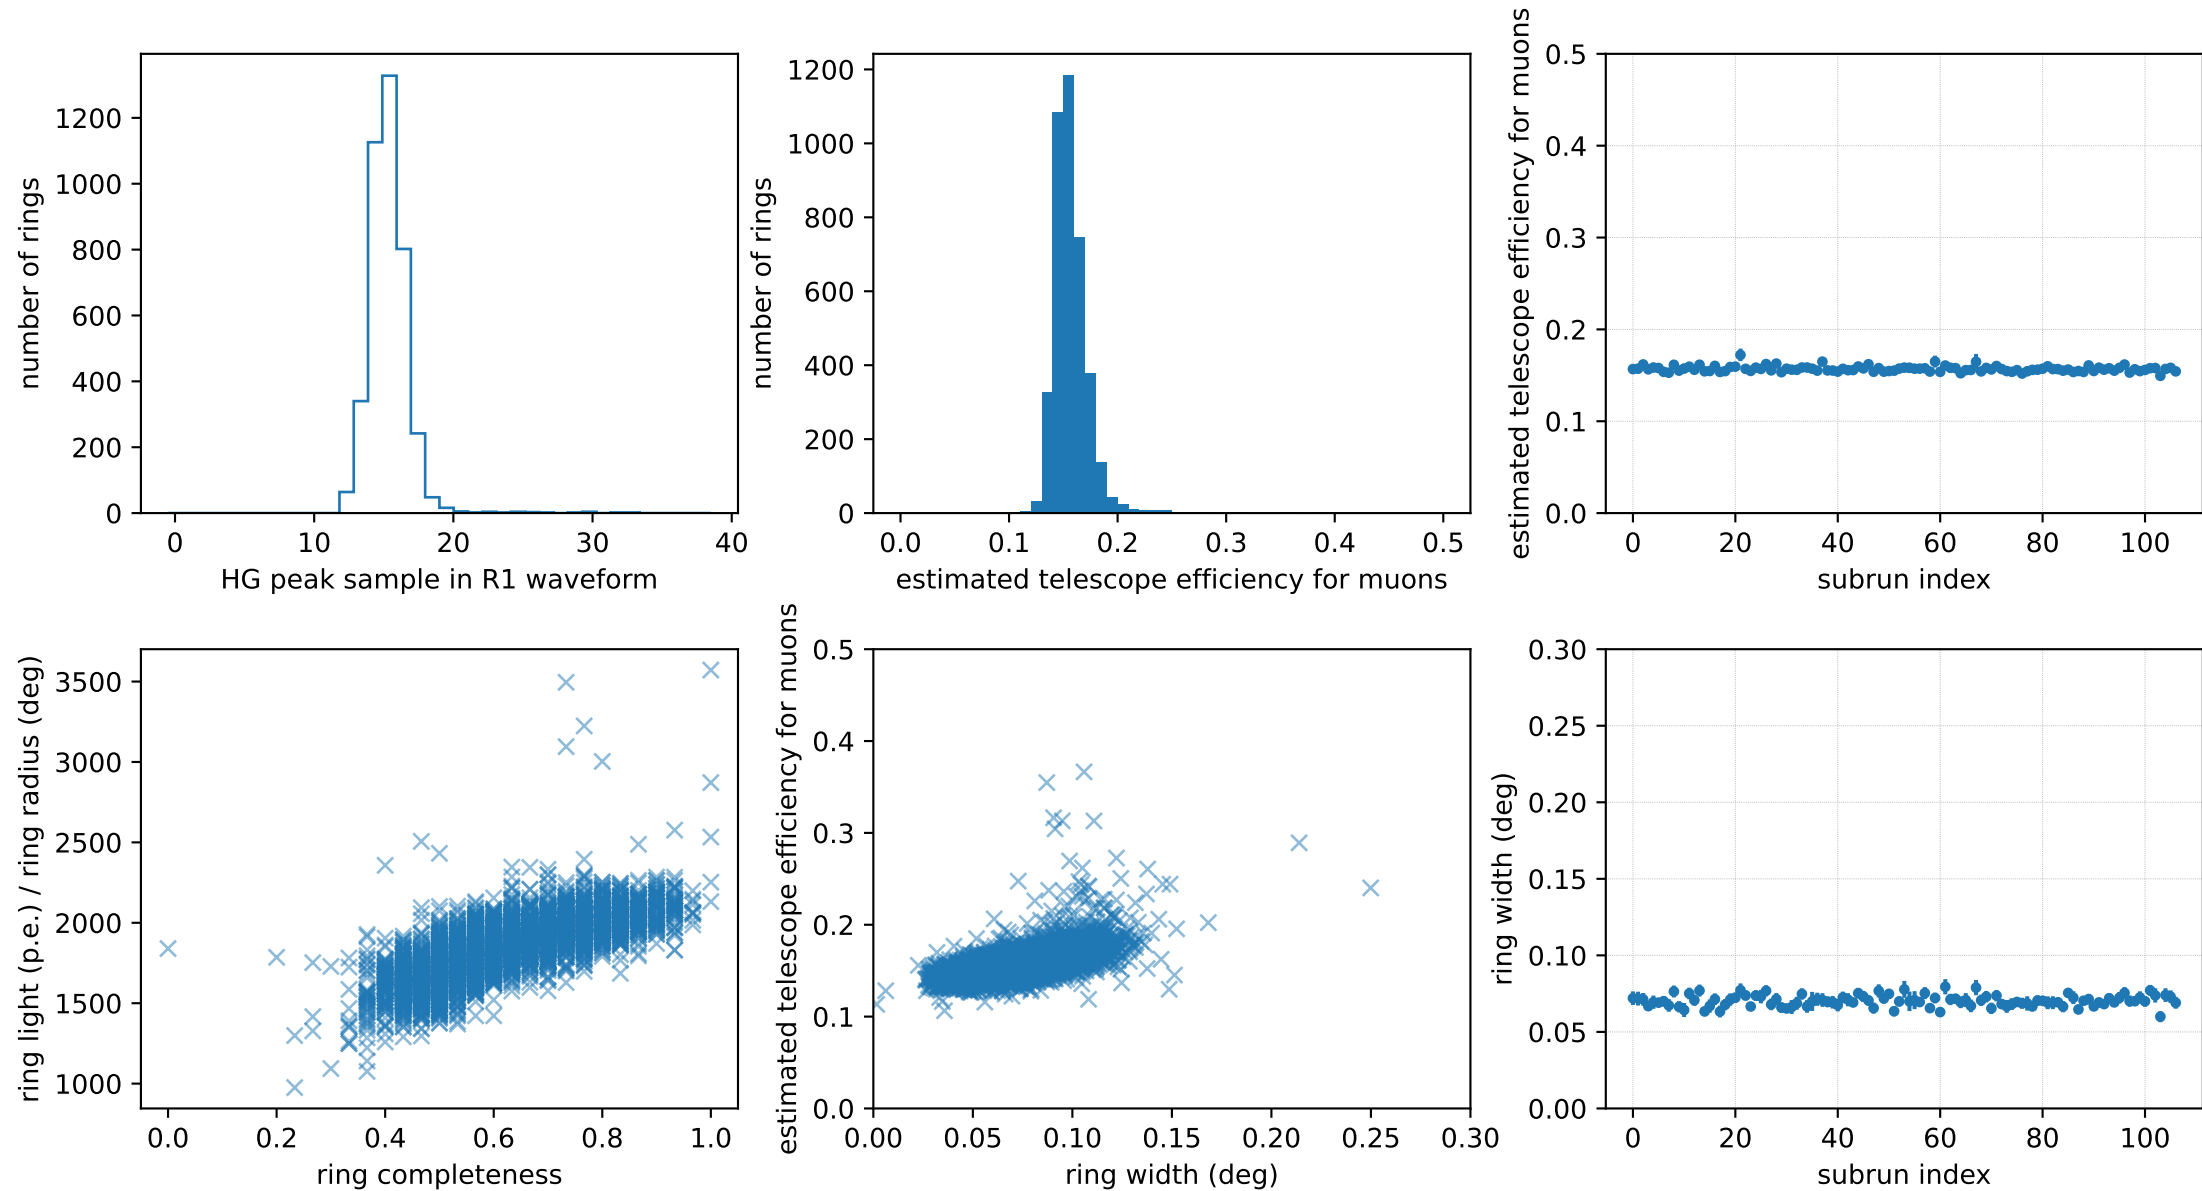 number of rings
1200
1000
800
600
400
200
0
0 10 20 30 40
HG peak sample in R1 waveform
number of rings
1200
1000
800
600
400
200
0
0.0 0.1 0.2 0.3 0.4 0.5
estimated telescope efficiency for muons
estimated telescope efficiency for muons
0.5
0.4
0.3
0.2
0.1
0.0
0 20 40 60 80 100
subrun index
ring light (p.e.) / ring radius (deg)
3500
3000
2500
2000
1500
1000
0.0 0.2 0.4 0.6 0.8 1.0
ring completeness
estimated telescope efficiency for muons
0.5
0.4
0.3
0.2
0.1
0.0
0.00 0.05 0.10 0.15 0.20 0.25 0.30
ring width (deg)
ring width (deg)
0.30
0.25
0.20
0.15
0.10
0.05
0.00
0 20 40 60 80 100
subrun index